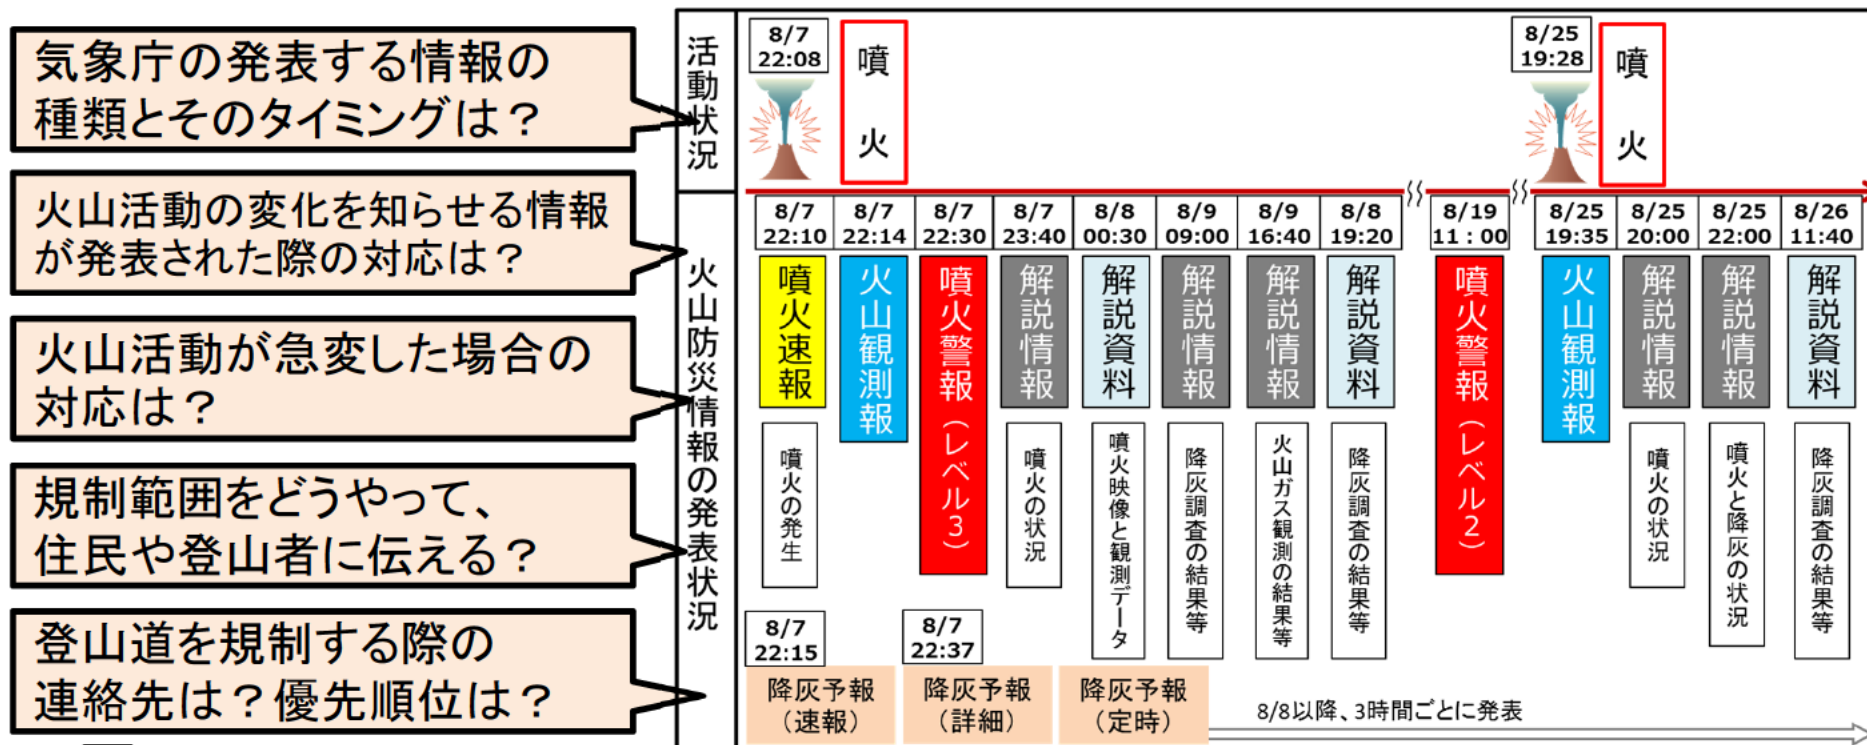 気象庁の発表する情報の
種類とそのタイミングは？
火山活動の変化を知らせる情報
が発表された際の対応は？
火山活動が急変した場合の
対応は？
規制範囲をどうやって、
住民や登山者に伝える？
登山道を規制する際の
連絡先は？優先順位は？
活動状況
8/7
22:08
噴火
8/25
19:28
噴火
火山防災情報の発表状況
8/7
22:10
噴火速報
噴火の発生
8/7
22:14
火山観測報
8/7
22:30
噴火警報（レベル３）
8/7
23:40
解説情報
噴火の状況
8/8
00:30
解説資料
噴火映像と観測データ
8/9
09:00
解説情報
降灰調査の結果等
8/9
16:40
解説情報
火山ガス観測の結果等
8/8
19:20
解説資料
降灰調査の結果等
8/19
11：00
噴火警報（レベル２）
8/25
19:35
火山観測報
8/25
20:00
解説情報
噴火の状況
8/25
22:00
解説情報
噴火と降灰の状況
8/26
11:40
解説資料
降灰調査の結果等
8/7
22:15
降灰予報
（速報）
8/7
22:37
降灰予報
（詳細）
降灰予報
（定時）
8/8以降、3時間ごとに発表